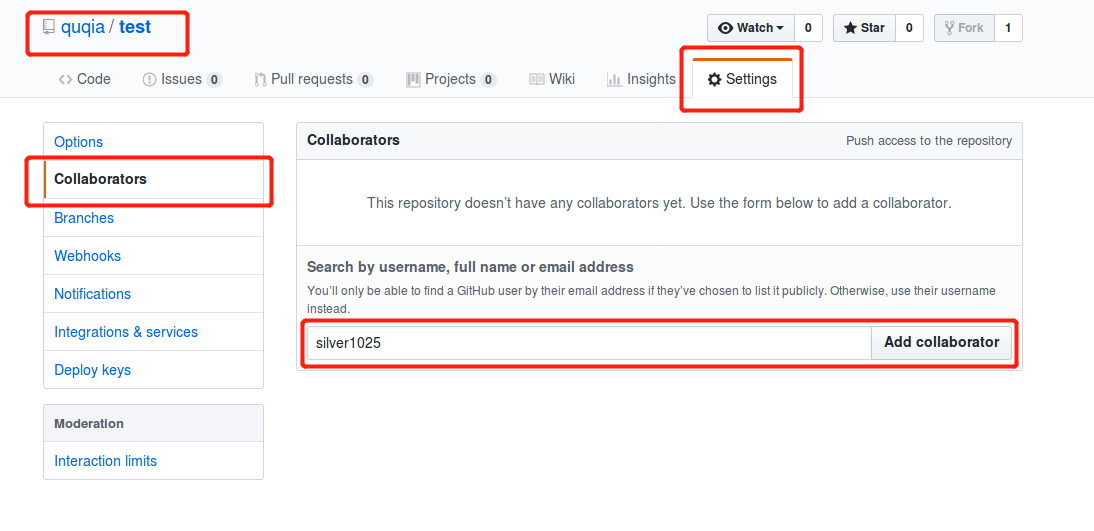 quqia / test
Watch 0 Star 0 Fork 1
Code Issues 0 Pull requests 0 Projects 0 Wiki Insights Settings
Options
Collaborators
Branches
Webhooks
Notifications
Integrations & services
Deploy keys
Moderation
Interaction limits
Collaborators Push access to the repository
This repository doesn't have any collaborators yet. Use the form below to add a collaborator.
Search by username, full name or email address
You'll only be able to find a GitHub user by their email address if they've chosen to list it publicly. Otherwise, use their username
instead.
silver1025 Add collaborator